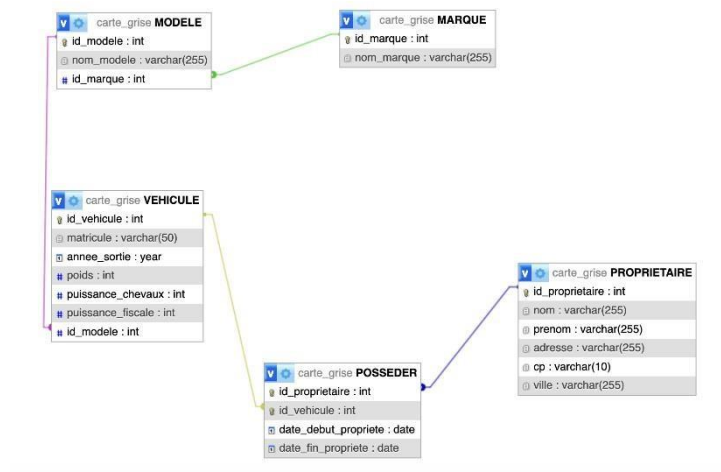 v carte_grise MODELE
id_modele : int
nom_modele : varchar(255)
# id_marque : int
v carte_grise MARQUE
id_marque : int
nom_marque : varchar(255)
v carte_grise VEHICULE
id_vehicule : int
matricule : varchar(50)
annee_sortie : year
# poids : int
# puissance_chevaux : int
# puissance_fiscale : int
# id_modele : int
v carte_grise PROPRIETAIRE
id_proprietaire : int
nom : varchar(255)
prenom : varchar(255)
adresse : varchar(255)
cp : varchar(10)
ville : varchar(255)
v carte_grise POSSEDER
id_proprietaire : int
id_vehicule : int
date_debut_propriete : date
date_fin_propriete : date